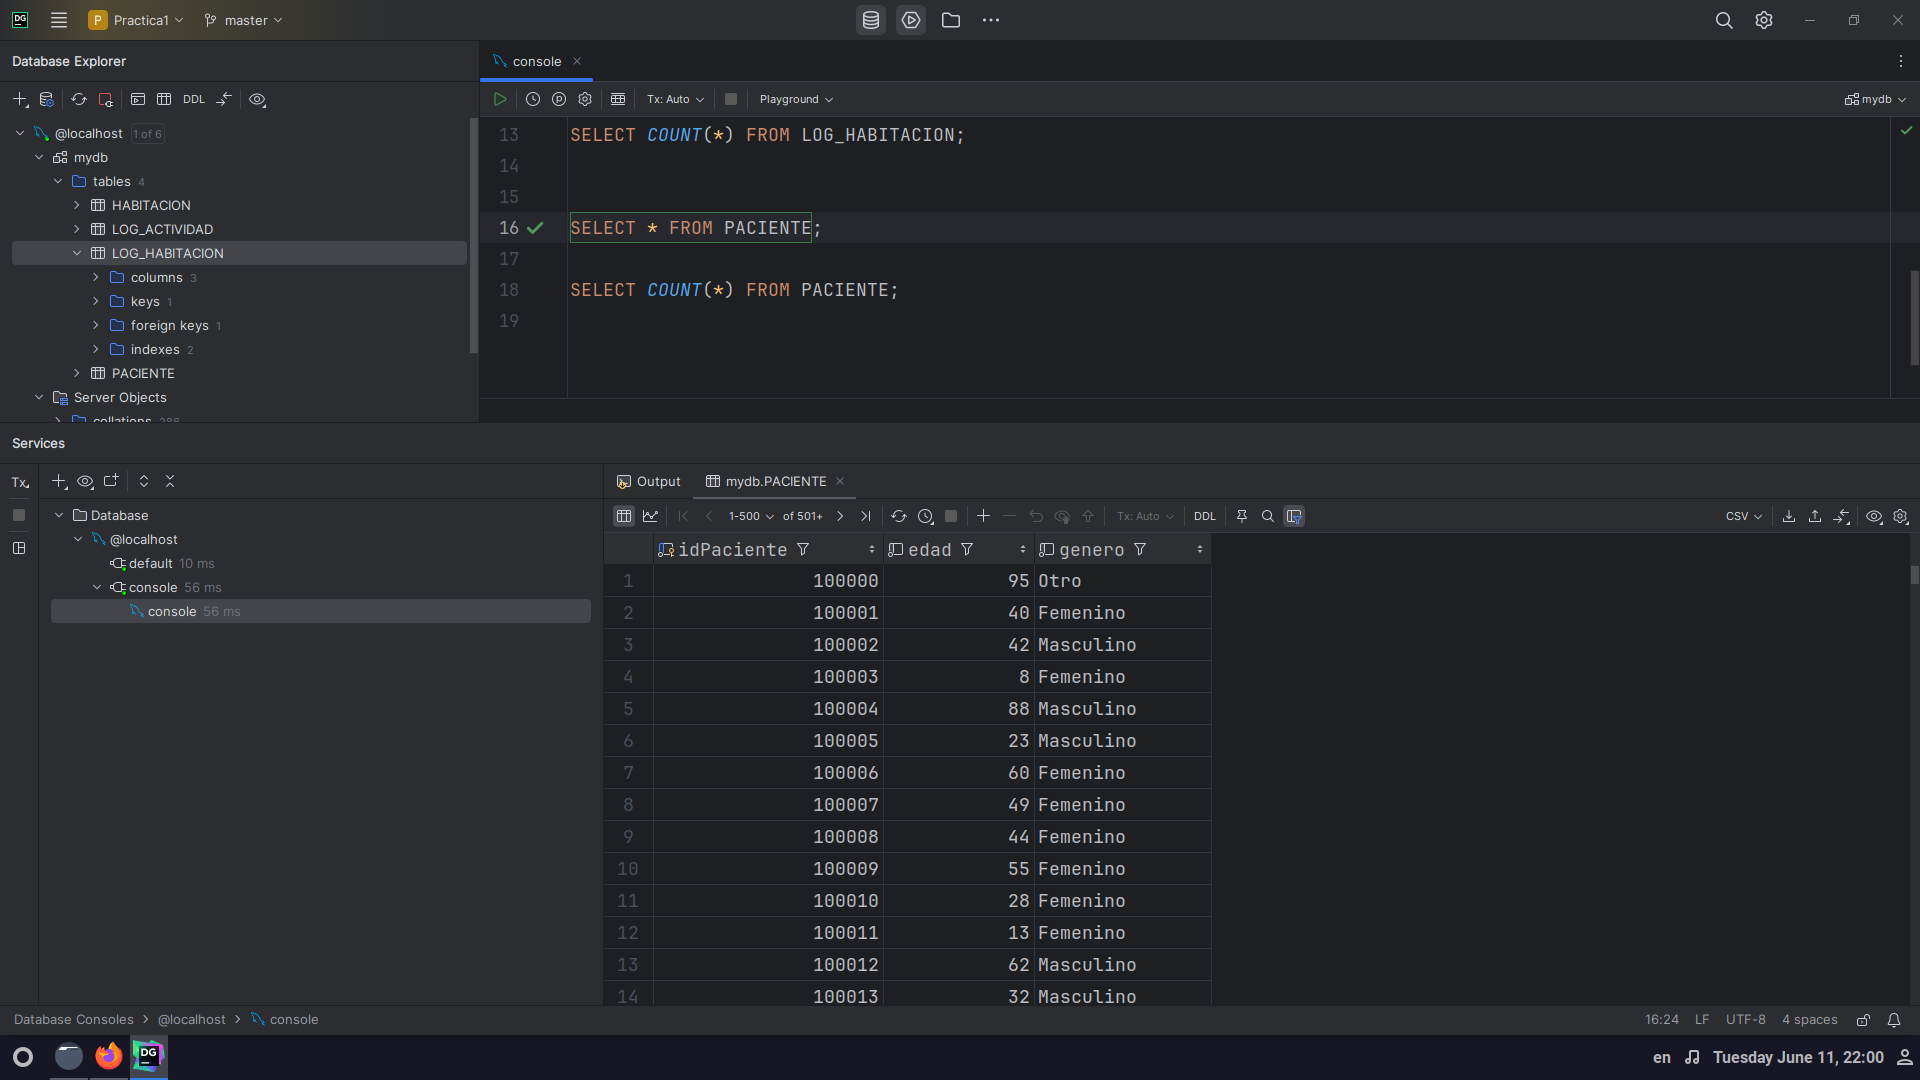 DG
P Practica1
master
Database Explorer
console
DDL
Tx: Auto
Playground
mydb
@localhost 1 of 6
mydb
tables 4
HABITACION
LOG_ACTIVIDAD
LOG_HABITACION
columns 3
keys 1
foreign keys 1
indexes 2
PACIENTE
Server Objects
collations 286
13 SELECT COUNT(*) FROM LOG_HABITACION;
14
15
16 SELECT * FROM PACIENTE;
17
18 SELECT COUNT(*) FROM PACIENTE;
19
Services
Tx
Database
@localhost
default 10 ms
console 56 ms
console 56 ms
Output
mydb.PACIENTE
1-500 of 501+
Tx: Auto
DDL
CSV
idPaciente edad genero
1 100000 95 Otro
2 100001 40 Femenino
3 100002 42 Masculino
4 100003 8 Femenino
5 100004 88 Masculino
6 100005 23 Masculino
7 100006 60 Femenino
8 100007 49 Femenino
9 100008 44 Femenino
10 100009 55 Femenino
11 100010 28 Femenino
12 100011 13 Femenino
13 100012 62 Masculino
14 100013 32 Masculino
Database Consoles > @localhost > console
16:24 LF UTF-8 4 spaces
DG
en Tuesday June 11, 22:00